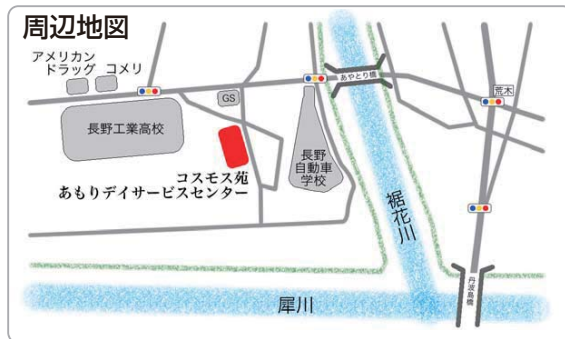 周辺地図
アメリカン
ドラッグ
コメリ
GS
あやとり橋
荒木
長野工業高校
長野
自動車
学校
コスモス苑
あもりデイサービスセンター
裾花川
丹波島橋
犀川